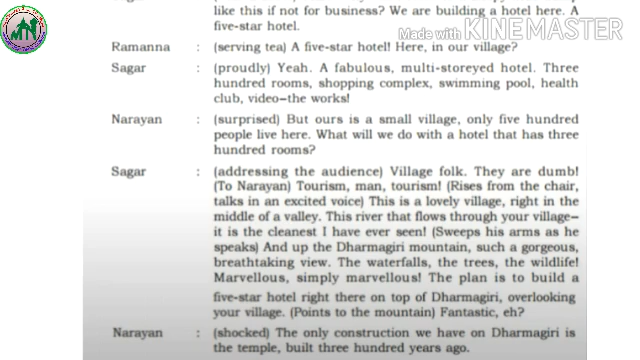 like this if not for business? We are building a hotel here. A
five-star hotel.
Made with KINEMASTER
Ramanna : (serving tea) A five-star hotel! Here, in our village?
Sagar : (proudly) Yeah. A fabulous, multi-storeyed hotel. Three
hundred rooms, shopping complex, swimming pool, health
club, video—the works!
Narayan : (surprised) But ours is a small village, only five hundred
people live here. What will we do with a hotel that has three
hundred rooms?
Sagar : (addressing the audience) Village folk. They are dumb!
(To Narayan) Tourism, man, tourism! (Rises from the chair,
talks in an excited voice) This is a lovely village, right in the
middle of a valley. This river that flows through your village—
it is the cleanest I have ever seen! (Sweeps his arms as he
speaks) And up the Dharmagiri mountain, such a gorgeous,
breathtaking view. The waterfalls, the trees, the wildlife!
Marvellous, simply marvellous! The plan is to build a
five-star hotel right there on top of Dharmagiri, overlooking
your village. (Points to the mountain) Fantastic, eh?
Narayan : (shocked) The only construction we have on Dharmagiri is
the temple, built three hundred years ago.